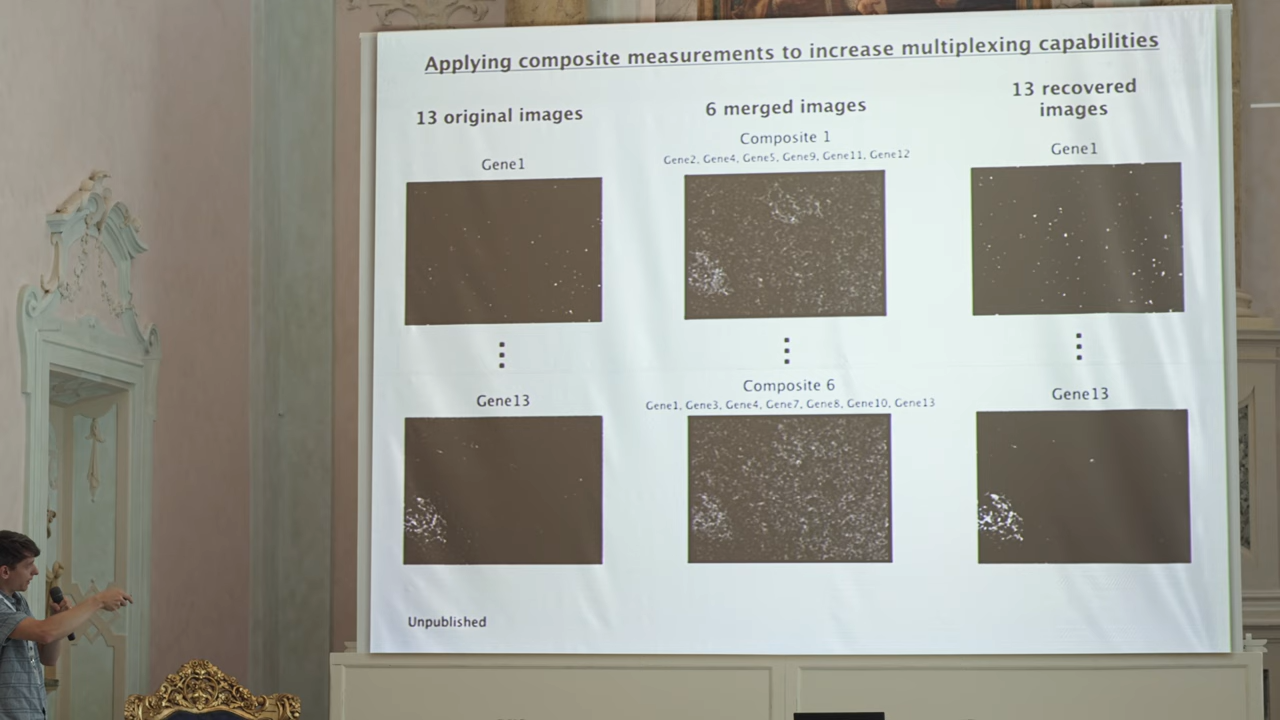 Applying composite measurements to increase multiplexing capabilities
13 original images
Gene1
Gene13
6 merged images
Composite 1
Gene2, Gene4, Gene5, Gene9, Gene11, Gene12
Composite 6
Gene1, Gene3, Gene4, Gene7, Gene8, Gene10, Gene13
13 recovered
images
Gene1
Gene13
Unpublished